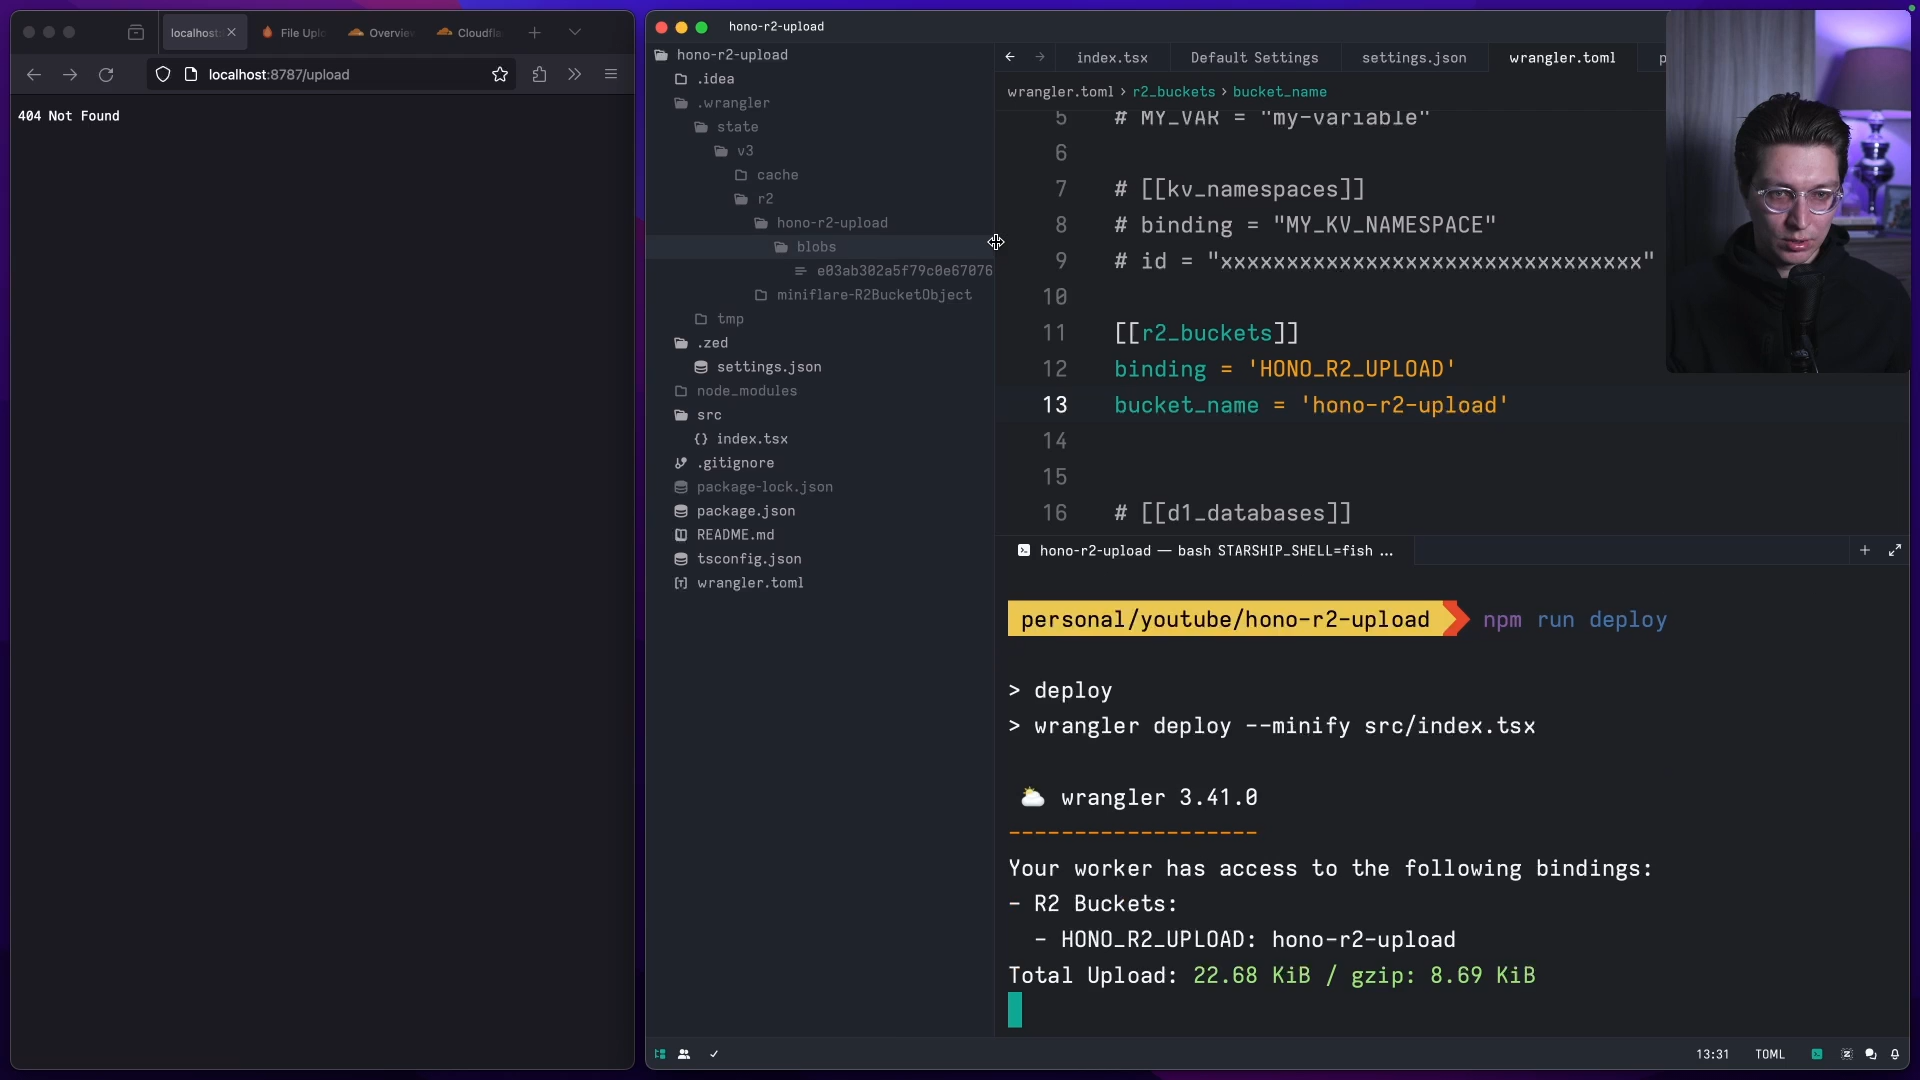 localhost:
File Uplo
Overvie
Cloudfla
localhost:8787/upload
404 Not Found
hono-r2-upload
hono-r2-upload
.idea
.wrangler
state
v3
cache
r2
hono-r2-upload
blobs
e03ab302a5f79c0e67076
miniflare-R2BucketObject
tmp
.zed
settings.json
node_modules
src
index.tsx
.gitignore
package-lock.json
package.json
README.md
tsconfig.json
wrangler.toml
index.tsx
Default Settings
settings.json
wrangler.toml
p
wrangler.toml › r2_buckets › bucket_name
5 # MY_VAR = "my-variable"
6
7 # [[kv_namespaces]]
8 # binding = "MY_KV_NAMESPACE"
9 # id = "xxxxxxxxxxxxxxxxxxxxxxxxxxxxxxxx"
10
11 [[r2_buckets]]
12 binding = 'HONO_R2_UPLOAD'
13 bucket_name = 'hono-r2-upload'
14
15
16 # [[d1_databases]]
hono-r2-upload — bash STARSHIP_SHELL=fish ...
personal/youtube/hono-r2-upload npm run deploy
> deploy
> wrangler deploy --minify src/index.tsx
wrangler 3.41.0
-------------------
Your worker has access to the following bindings:
- R2 Buckets:
- HONO_R2_UPLOAD: hono-r2-upload
Total Upload: 22.68 KiB / gzip: 8.69 KiB
13:31
TOML